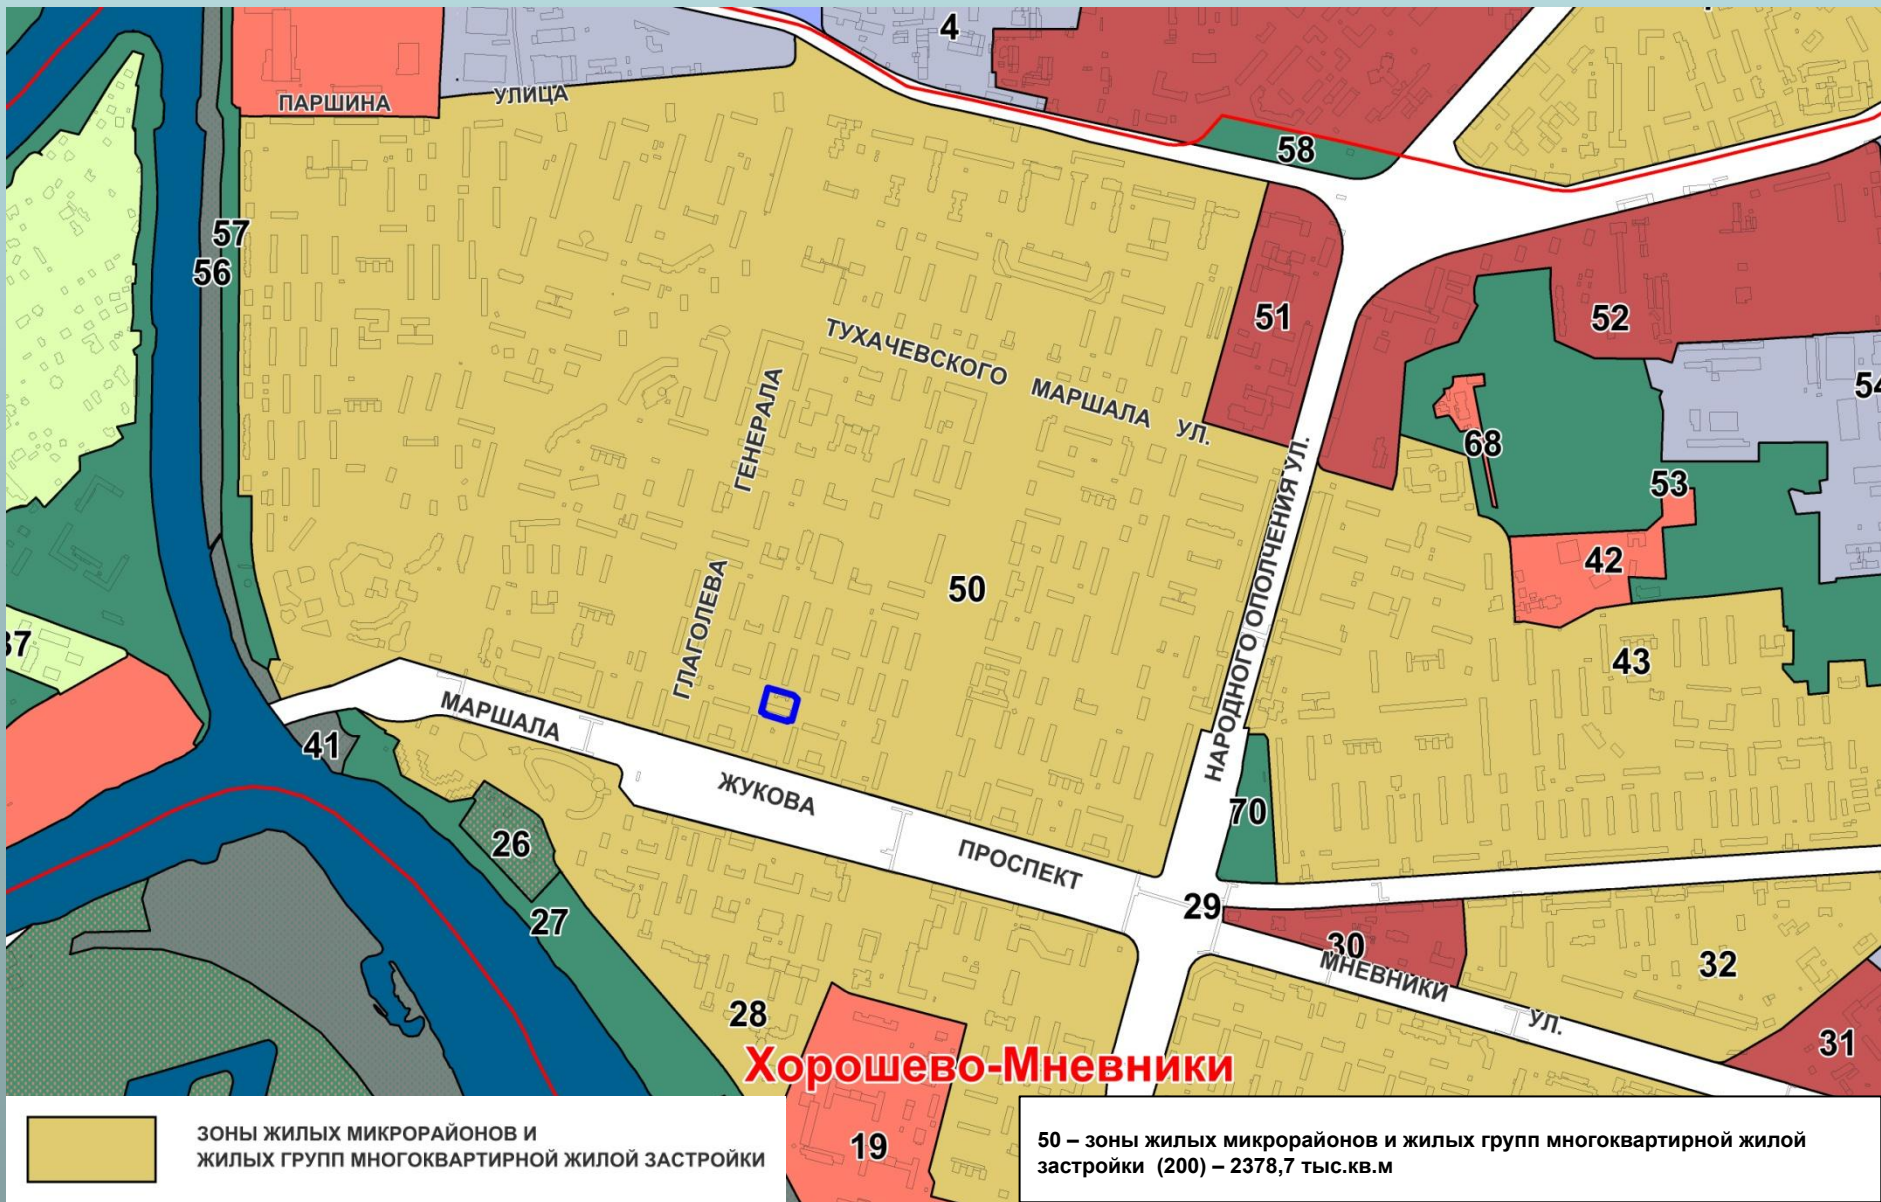 4
ПАРШИНА
УЛИЦА
58
57
56
51
52
54
ТУХАЧЕВСКОГО МАРШАЛА УЛ.
ГЕНЕРАЛА
ГЛАГОЛЕВА
НАРОДНОГО ОПОЛЧЕНИЯ УЛ.
68
53
42
50
43
37
41
МАРШАЛА
ЖУКОВА
ПРОСПЕКТ
70
26
27
29
30
МНЕВНИКИ
УЛ.
32
31
28
Хорошево-Мневники
19
ЗОНЫ ЖИЛЫХ МИКРОРАЙОНОВ И
ЖИЛЫХ ГРУПП МНОГОКВАРТИРНОЙ ЖИЛОЙ ЗАСТРОЙКИ
50 – зоны жилых микрорайонов и жилых групп многоквартирной жилой
застройки (200) – 2378,7 тыс.кв.м